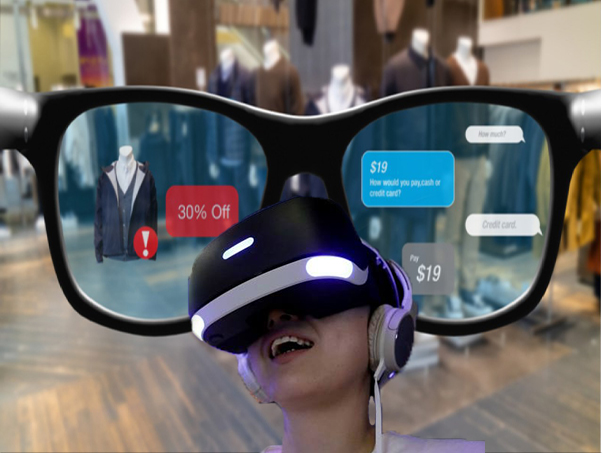 30% Off
!
How much?
$19
How would you pay,cash or
credit card?
Credit card.
Pay
$19